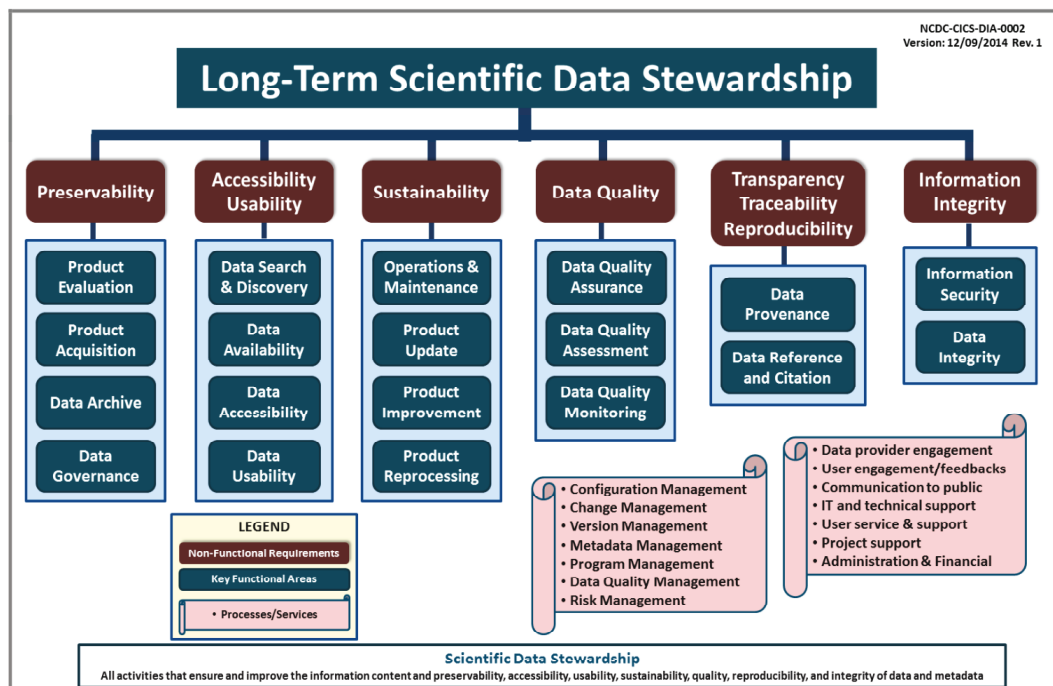 NCDC-CICS-DIA-0002
Version: 12/09/2014 Rev. 1
Long-Term Scientific Data Stewardship
Preservability
Accessibility
Usability
Sustainability
Data Quality
Transparency
Traceability
Reproducibility
Information
Integrity
Product
Evaluation
Product
Acquisition
Data Archive
Data
Governance
Data Search
& Discovery
Data
Availability
Data
Accessibility
Data
Usability
Operations &
Maintenance
Product
Update
Product
Improvement
Product
Reprocessing
Data Quality
Assurance
Data Quality
Assessment
Data Quality
Monitoring
Data
Provenance
Data Reference
and Citation
Information
Security
Data
Integrity
• Configuration Management
• Change Management
• Version Management
• Metadata Management
• Program Management
• Data Quality Management
• Risk Management
• Data provider engagement
• User engagement/feedbacks
• Communication to public
• IT and technical support
• User service & support
• Project support
• Administration & Financial
LEGEND
Non-Functional Requirements
Key Functional Areas
• Processes/Services
Scientific Data Stewardship
All activities that ensure and improve the information content and preservability, accessibility, usability, sustainability, quality, reproducibility, and integrity of data and metadata